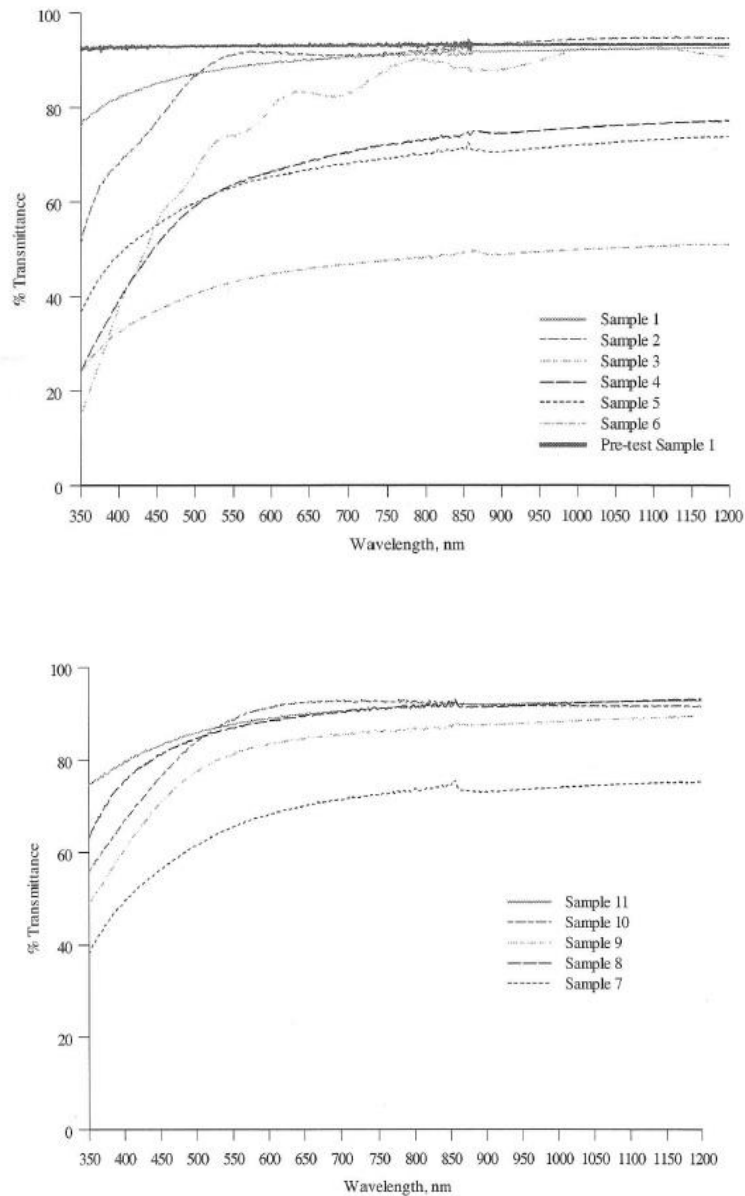 100
80
60
40
20
0
% Transmittance
Sample 1
Sample 2
Sample 3
Sample 4
Sample 5
Sample 6
Pre-test Sample 1
350 400 450 500 550 600 650 700 750 800 850 900 950 1000 1050 1100 1150 1200
Wavelength, nm
100
80
60
40
20
0
% Transmittance
Sample 11
Sample 10
Sample 9
Sample 8
Sample 7
350 400 450 500 550 600 650 700 750 800 850 900 950 1000 1050 1100 1150 1200
Wavelength, nm